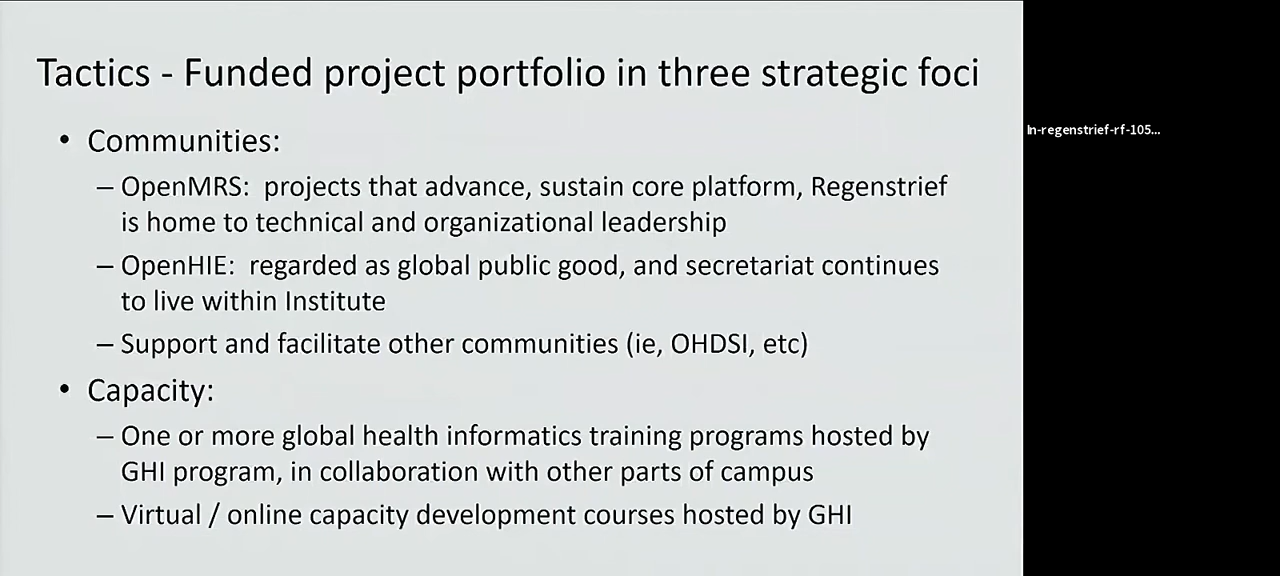 Tactics - Funded project portfolio in three strategic foci
• Communities:
– OpenMRS: projects that advance, sustain core platform, Regenstrief
is home to technical and organizational leadership
– OpenHIE: regarded as global public good, and secretariat continues
to live within Institute
– Support and facilitate other communities (ie, OHDSI, etc)
• Capacity:
– One or more global health informatics training programs hosted by
GHI program, in collaboration with other parts of campus
– Virtual / online capacity development courses hosted by GHI
In-regenstrief-rf-105...